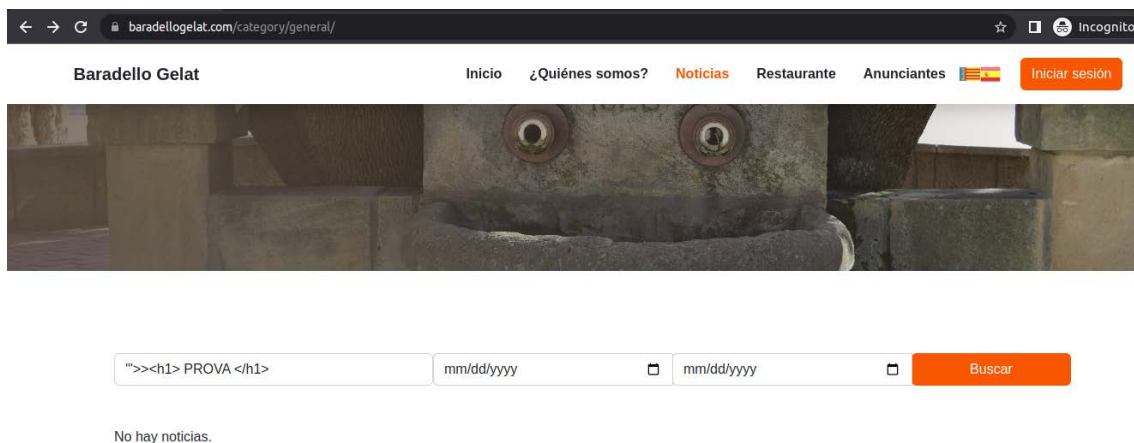 baradellogelat.com/category/general/
Incognito
Baradello Gelat
Inicio ¿Quiénes somos? Noticias Restaurante Anunciantes Iniciar sesión
'">><h1> PROVA </h1> mm/dd/yyyy mm/dd/yyyy Buscar
No hay noticias.